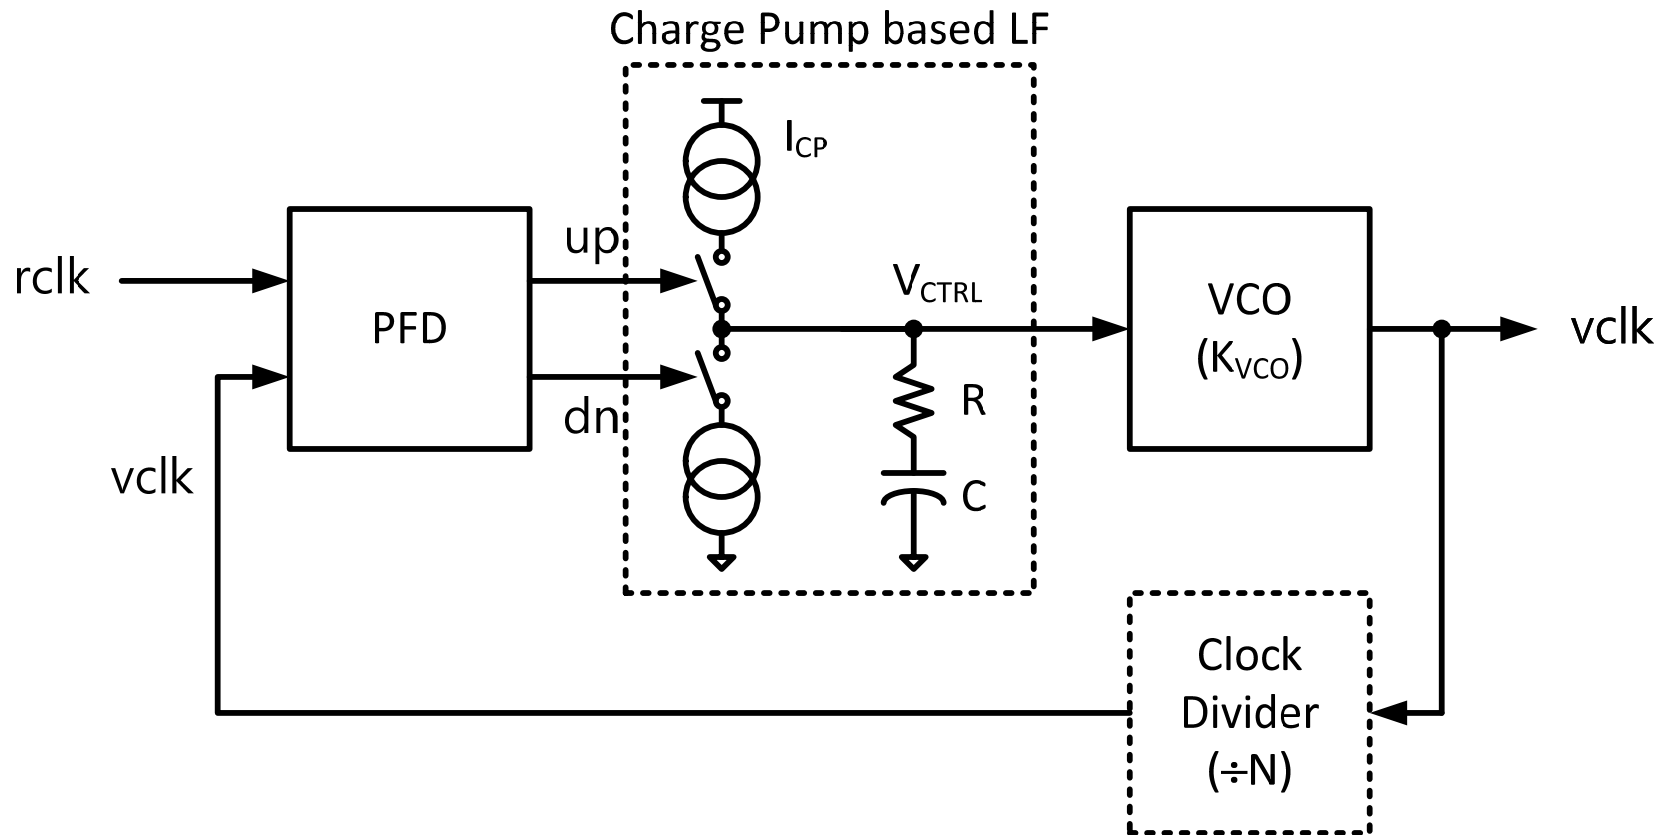 Charge Pump based LF
I_CP
rclk
PFD
up
dn
vclk
V_CTRL
R
C
VCO
(K_VCO)
vclk
Clock
Divider
(÷N)